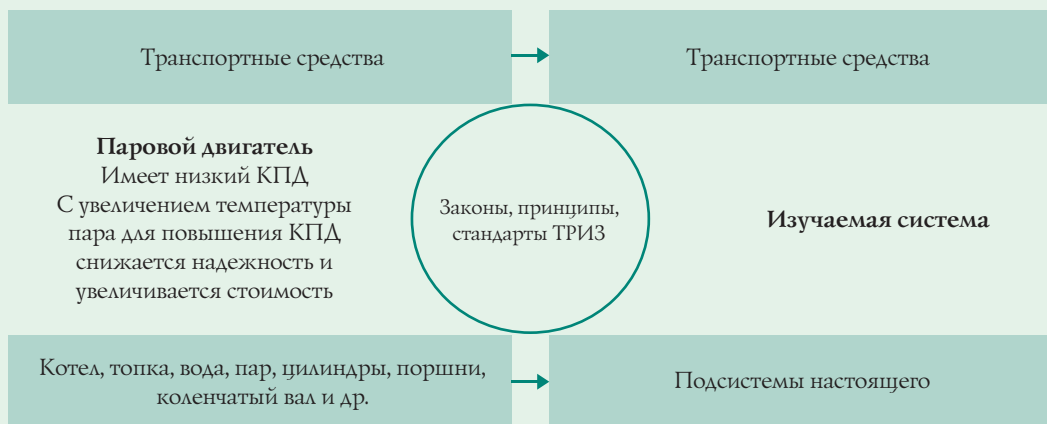 Транспортные средства
Транспортные средства
Паровой двигатель
Имеет низкий КПД
С увеличением температуры
пара для повышения КПД
снижается надежность и
увеличивается стоимость
Законы, принципы,
стандарты ТРИЗ
Изучаемая система
Котел, топка, вода, пар, цилиндры, поршни,
коленчатый вал и др.
Подсистемы настоящего